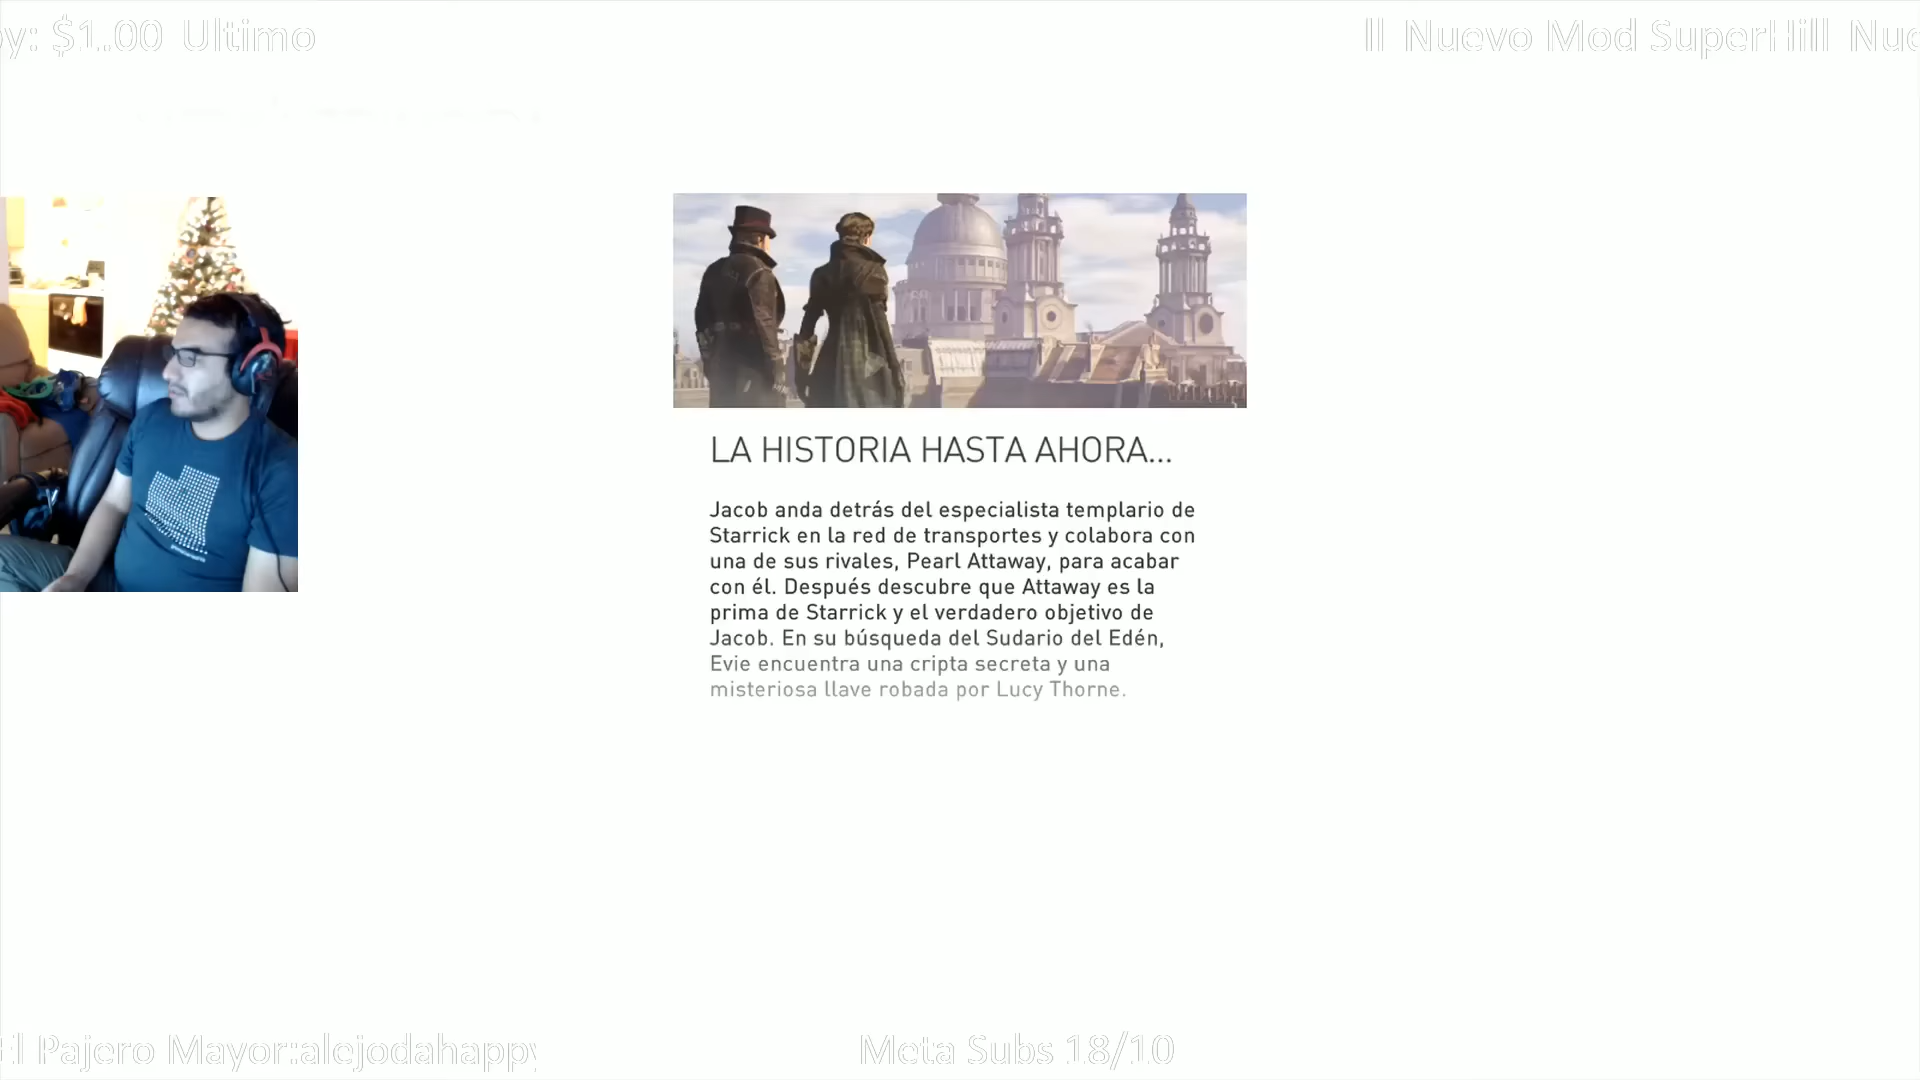 y: $1.00 Ultimo
ll Nuevo Mod SuperHill Nue
LA HISTORIA HASTA AHORA...
Jacob anda detrás del especialista templario de
Starrick en la red de transportes y colabora con
una de sus rivales, Pearl Attaway, para acabar
con él. Después descubre que Attaway es la
prima de Starrick y el verdadero objetivo de
Jacob. En su búsqueda del Sudario del Edén,
Evie encuentra una cripta secreta y una
misteriosa llave robada por Lucy Thorne.
El Pajero Mayor:alejodahappy
Meta Subs 18/10